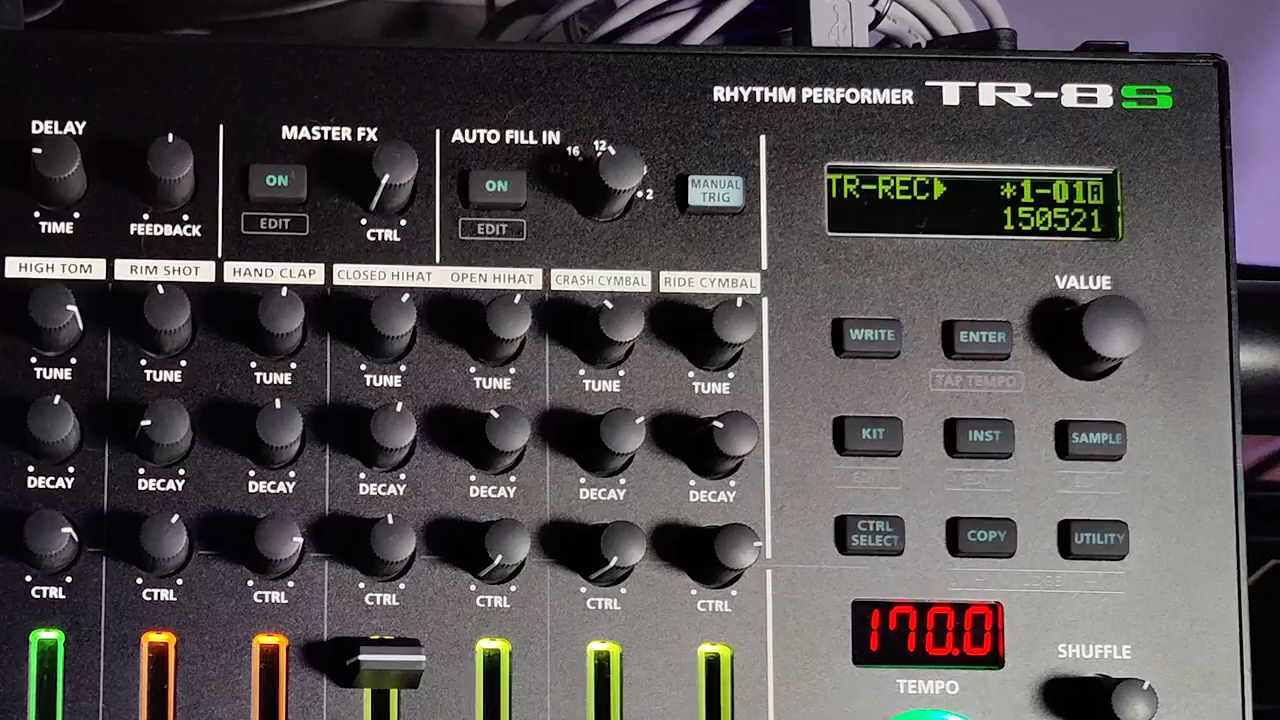 RHYTHM PERFORMER TR-8S
DELAY
MASTER FX
AUTO FILL IN
16
12
2
ON
ON
MANUAL
TRIG
EDIT
EDIT
TIME
FEEDBACK
CTRL
TR-REC▶ *1-01A
150521
HIGH TOM
RIM SHOT
HAND CLAP
CLOSED HIHAT
OPEN HIHAT
CRASH CYMBAL
RIDE CYMBAL
VALUE
TUNE
TUNE
TUNE
TUNE
TUNE
TUNE
TUNE
WRITE
ENTER
TAP TEMPO
DECAY
DECAY
DECAY
DECAY
DECAY
DECAY
DECAY
KIT
INST
SAMPLE
CTRL
SELECT
COPY
UTILITY
CTRL
CTRL
CTRL
CTRL
CTRL
CTRL
CTRL
170.0
TEMPO
SHUFFLE